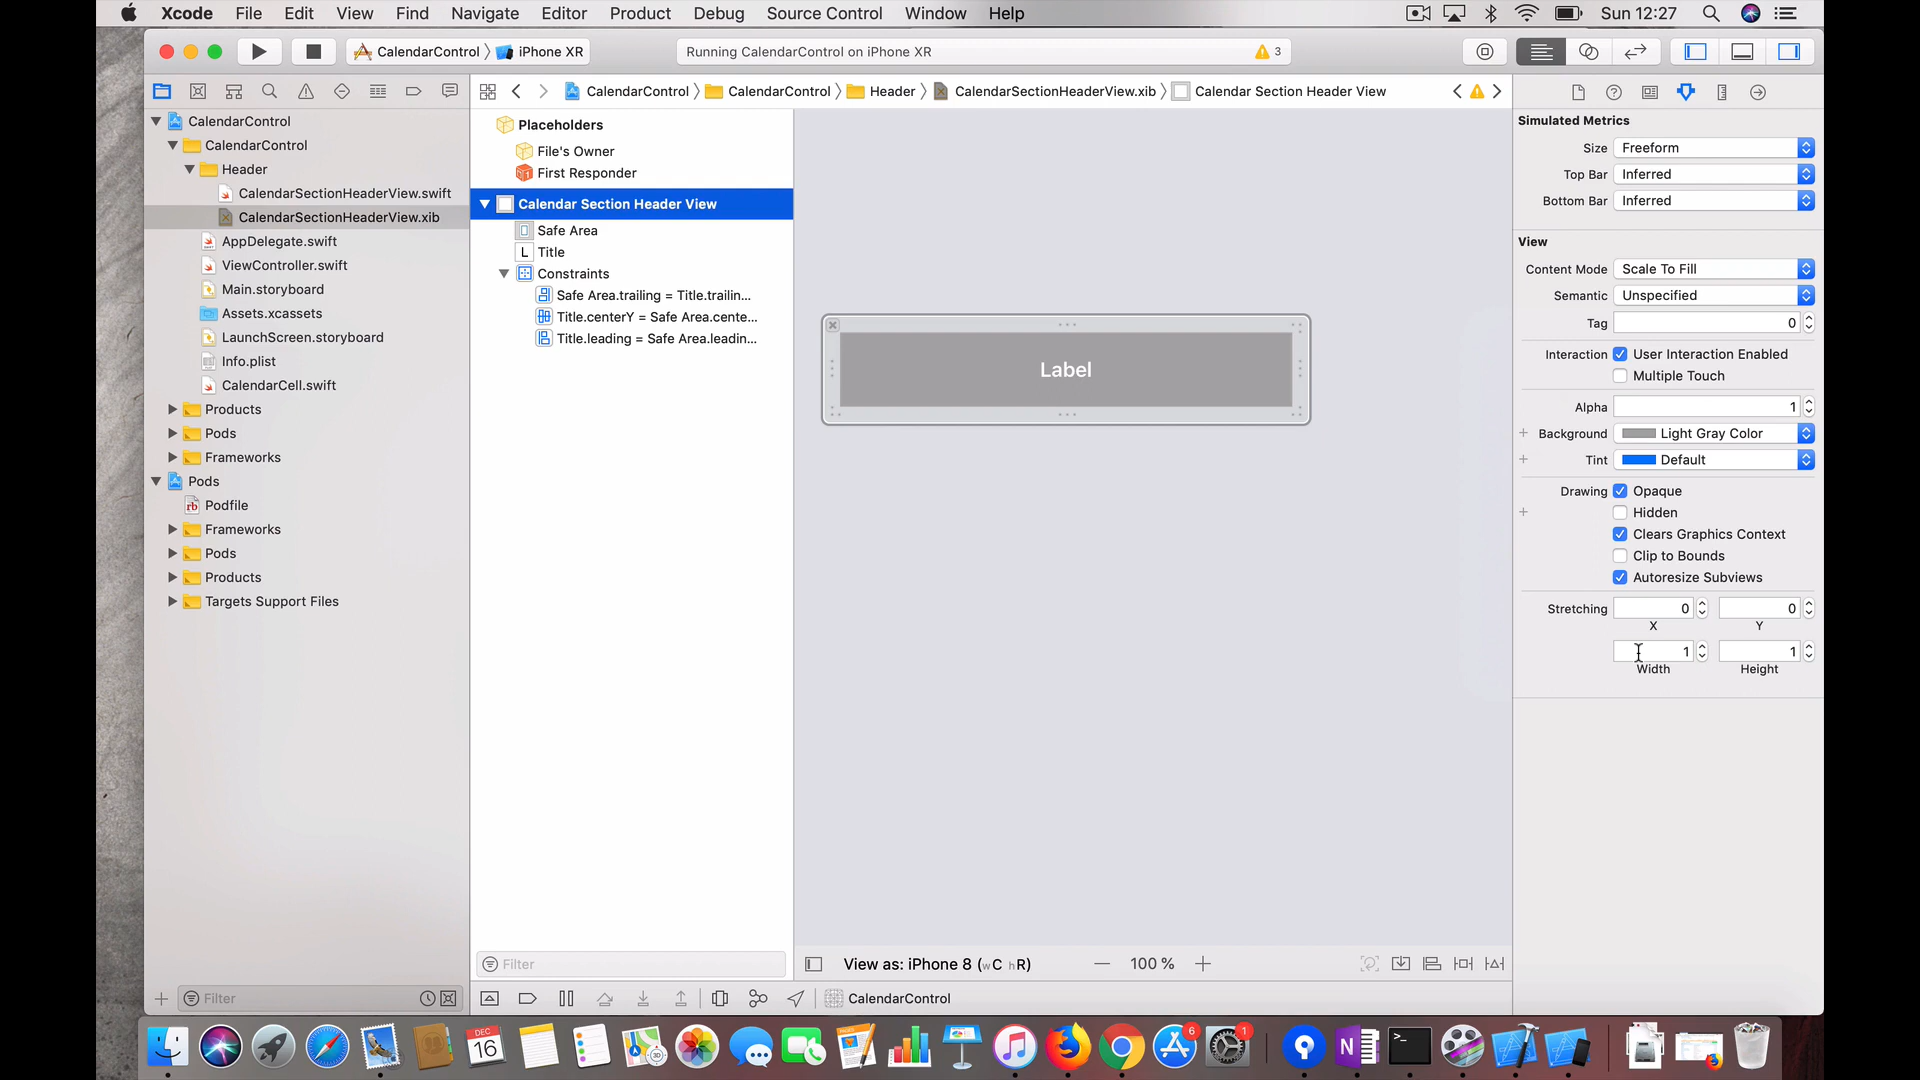 Xcode File Edit View Find Navigate Editor Product Debug Source Control Window Help Sun 12:27
CalendarControl iPhone XR
Running CalendarControl on iPhone XR
3
CalendarControl CalendarControl Header CalendarSectionHeaderView.xib Calendar Section Header View
CalendarControl
CalendarControl
Header
CalendarSectionHeaderView.swift
CalendarSectionHeaderView.xib
AppDelegate.swift
ViewController.swift
Main.storyboard
Assets.xcassets
LaunchScreen.storyboard
Info.plist
CalendarCell.swift
Products
Pods
Frameworks
Pods
rb Podfile
Frameworks
Pods
Products
Targets Support Files
Filter
Placeholders
File's Owner
First Responder
Calendar Section Header View
Safe Area
L Title
Constraints
Safe Area.trailing = Title.trailin...
Title.centerY = Safe Area.cente...
Title.leading = Safe Area.leadin...
Filter
Label
View as: iPhone 8 (wC hR)
100 %
CalendarControl
Simulated Metrics
Size Freeform
Top Bar Inferred
Bottom Bar Inferred
View
Content Mode Scale To Fill
Semantic Unspecified
Tag 0
Interaction User Interaction Enabled
Multiple Touch
Alpha 1
Background Light Gray Color
Tint Default
Drawing Opaque
Hidden
Clears Graphics Context
Clip to Bounds
Autoresize Subviews
Stretching 0 0
X Y
1 1
Width Height
DEC
16
3D
PAGES
6
1
N
>_